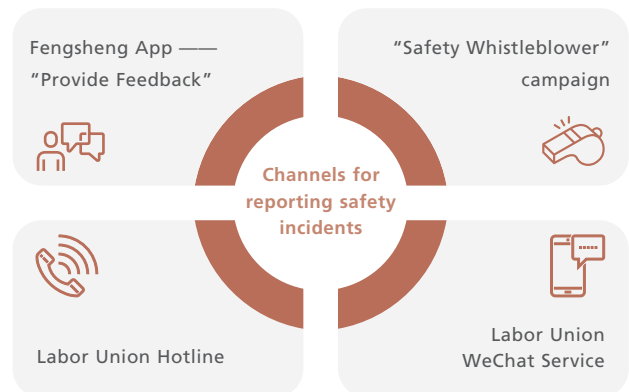 Fengsheng App ——
“Provide Feedback”
“Safety Whistleblower”
campaign
Channels for
reporting safety
incidents
Labor Union Hotline
Labor Union
WeChat Service